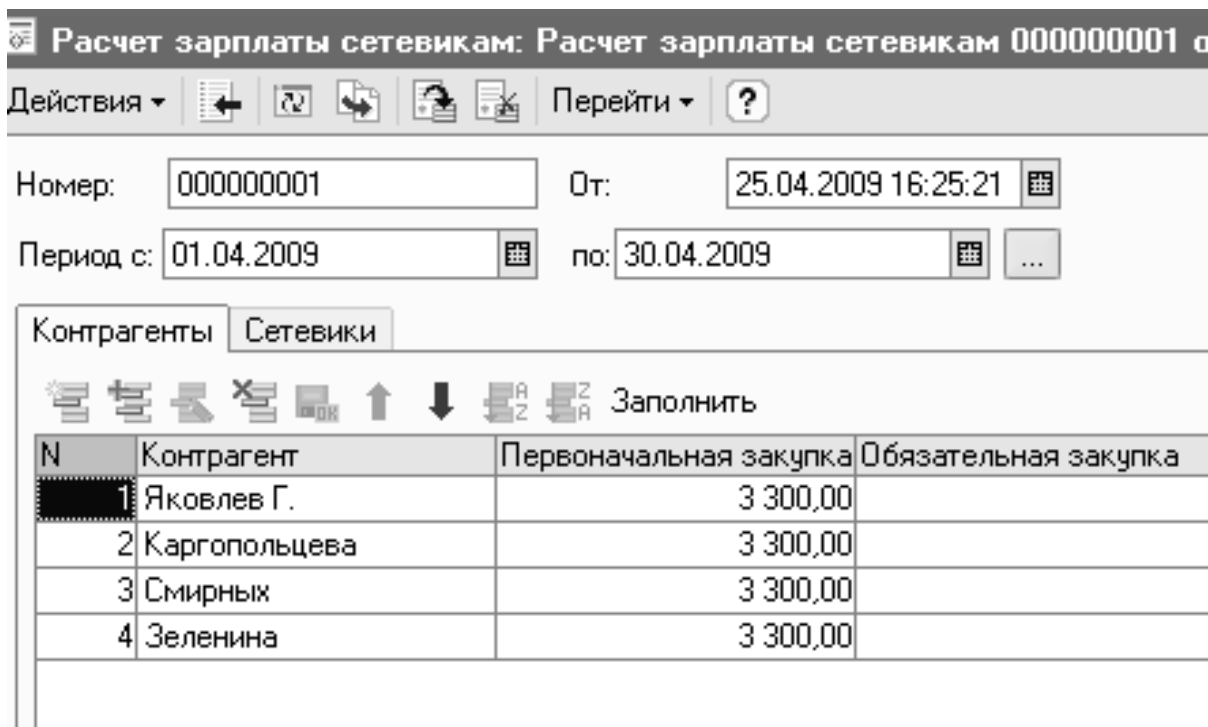 Расчет зарплаты сетевикам: Расчет зарплаты сетевикам 000000001 о
Действия Перейти ?
Номер: 000000001 От: 25.04.2009 16:25:21
Период с: 01.04.2009 по: 30.04.2009 ...
Контрагенты Сетевики
Заполнить
N Контрагент Первоначальная закупка Обязательная закупка
1 Яковлев Г. 3 300,00
2 Каргопольцева 3 300,00
3 Смирных 3 300,00
4 Зеленина 3 300,00